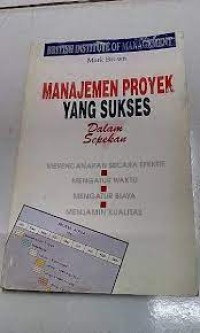 BRITISH INSTITUTE OF MANAGEMENT
Mark Brown
MANAJEMEN PROYEK
YANG SUKSES
Dalam
Sepekan
MERENCANAKAN SECARA EFEKTIF
MENGATUR WAKTU
MENGATUR BIAYA
MENJAMIN KUALITAS